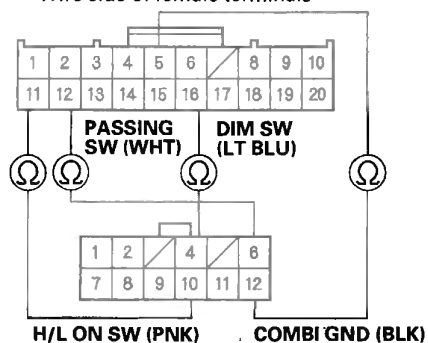 Wire side of female terminals
1 2 3 4 5 6 8 9 10
11 12 13 14 15 16 17 18 19 20
PASSING SW (WHT)
DIM SW (LT BLU)
Ω Ω Ω Ω
1 2 4 6
7 8 9 10 11 12
H/L ON SW (PNK) COMBI GND (BLK)